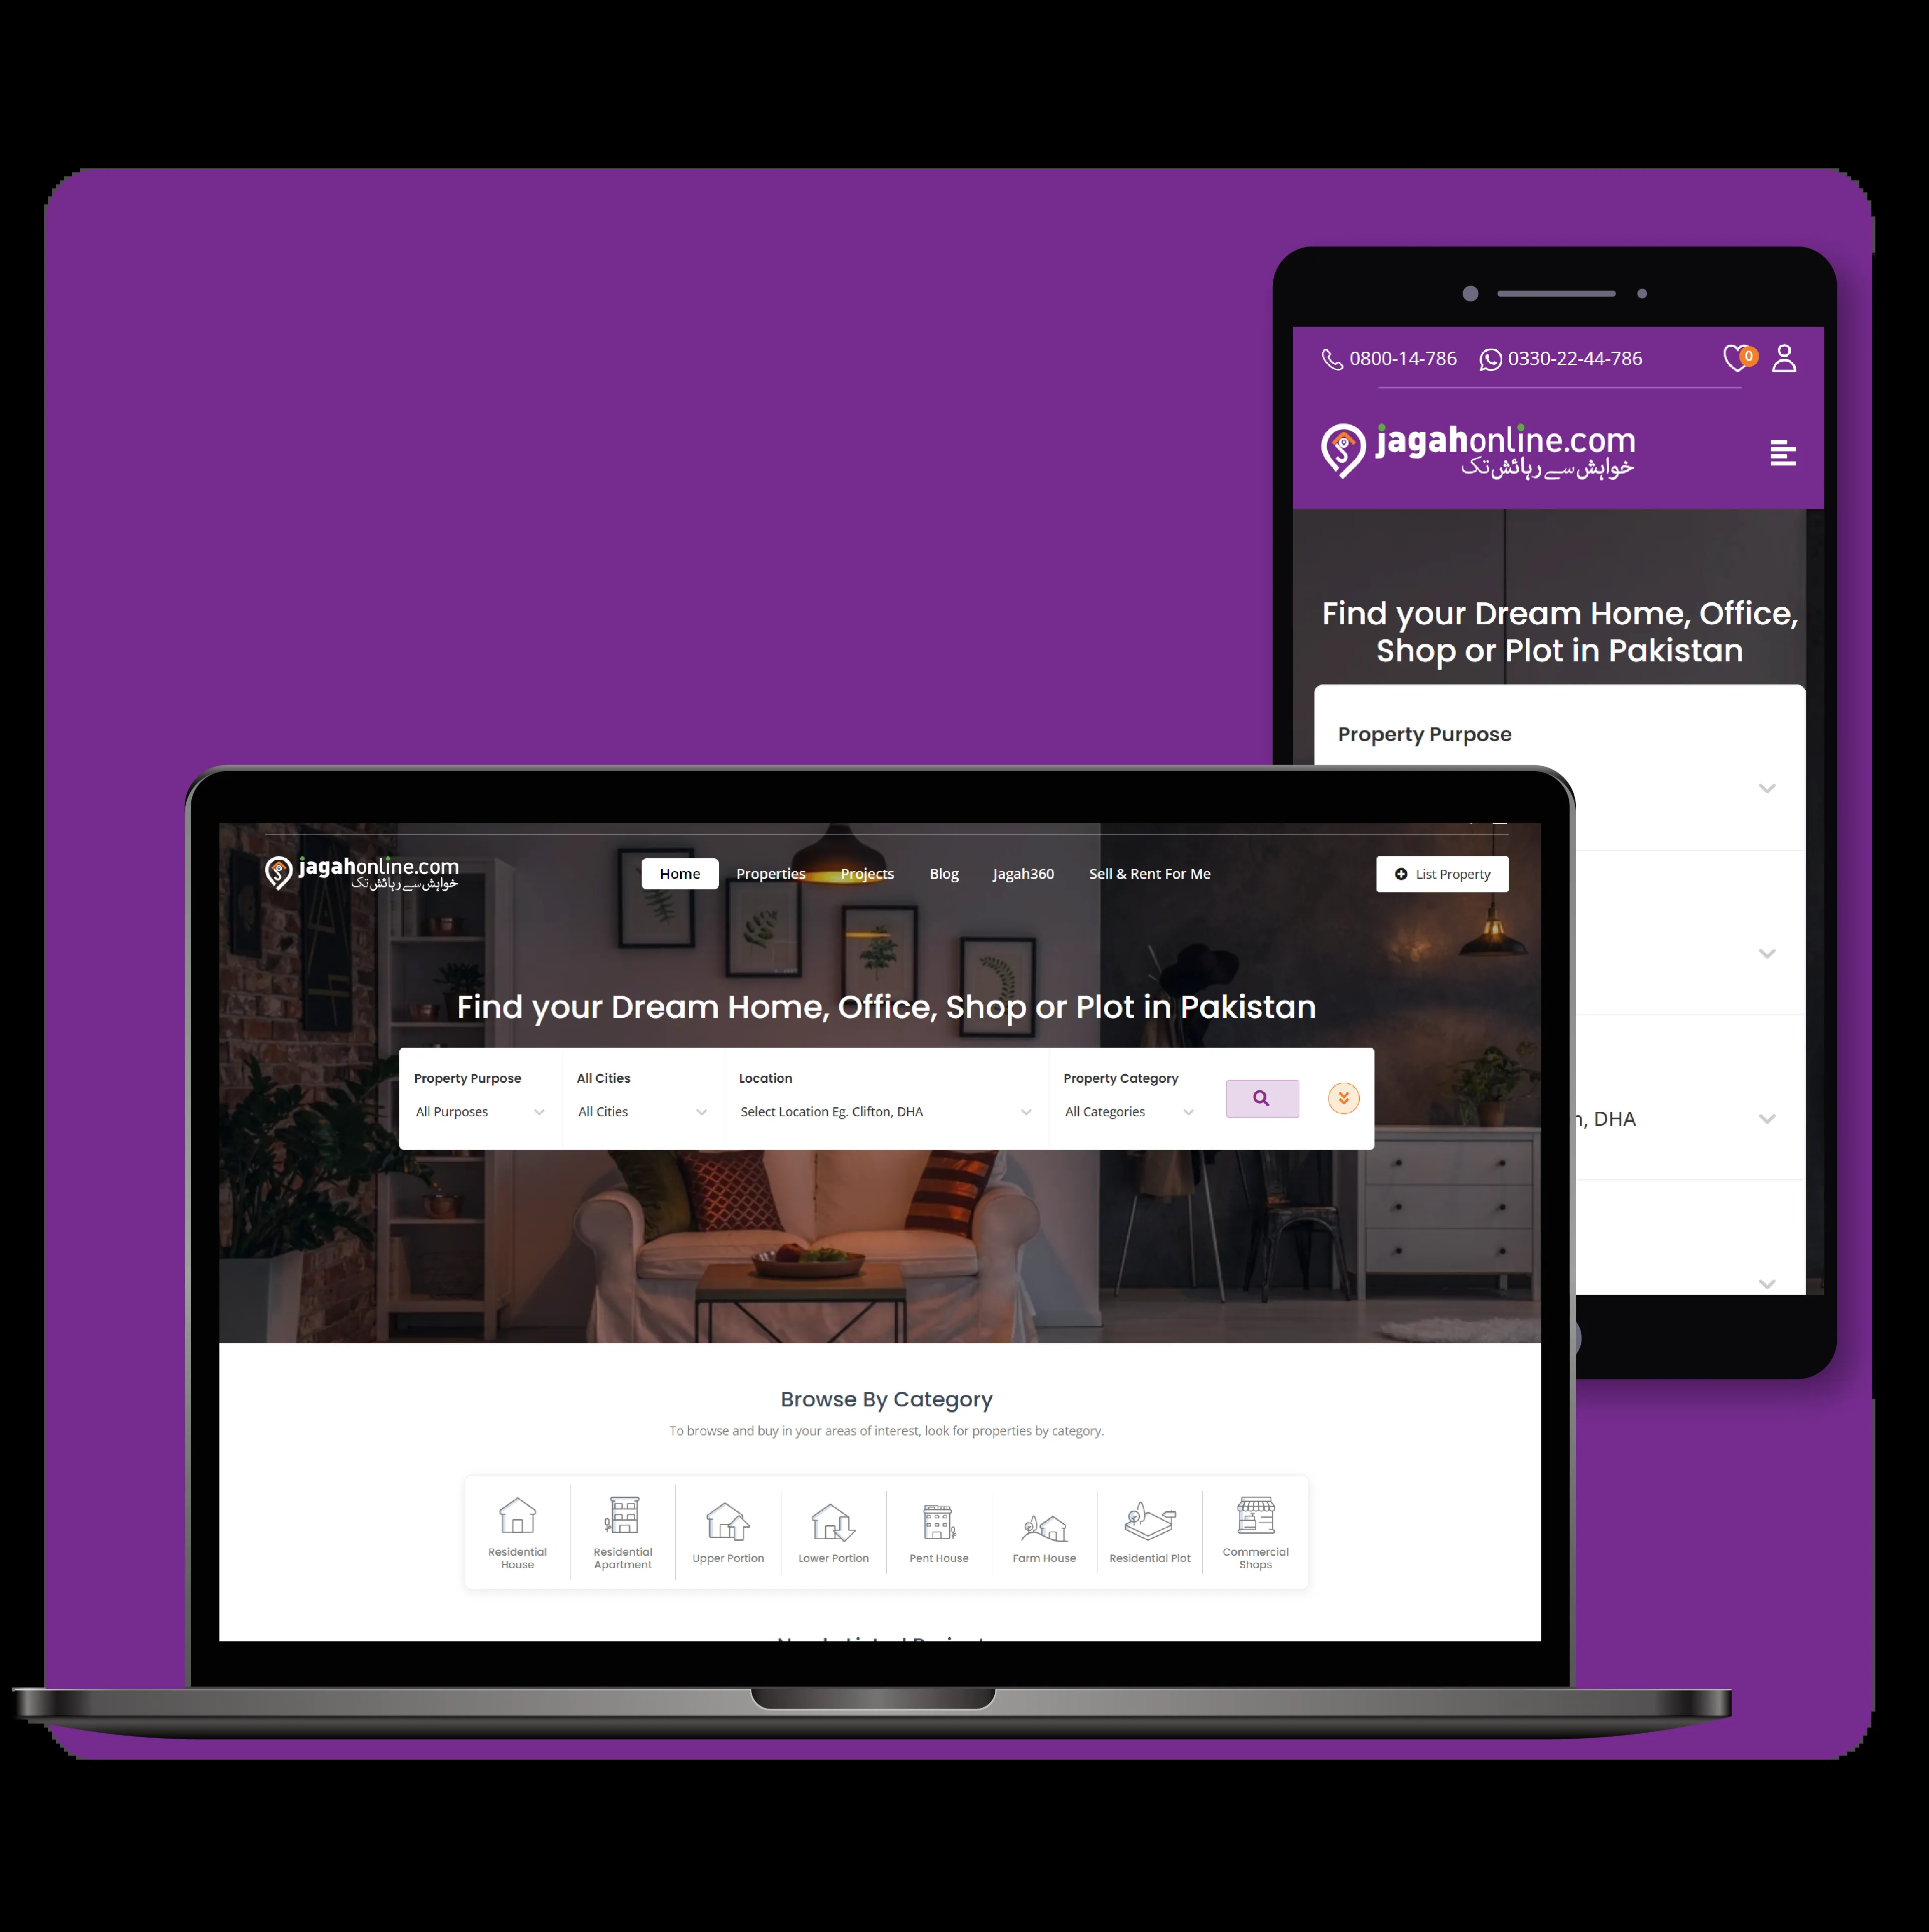 0800-14-786 0330-22-44-786 0
jagahonline.com
خواہش سے رہائش تک
Find your Dream Home, Office,
Shop or Plot in Pakistan
Property Purpose
DHA
jagahonline.com
خواہش سے رہائش تک
Home Properties Projects Blog Jagah360 Sell & Rent For Me List Property
Find your Dream Home, Office, Shop or Plot in Pakistan
Property Purpose All Cities Location Property Category
All Purposes All Cities Select Location Eg. Clifton, DHA All Categories
Browse By Category
To browse and buy in your areas of interest, look for properties by category.
Residential House
Residential Apartment
Upper Portion
Lower Portion
Pent House
Farm House
Residential Plot
Commercial Shops